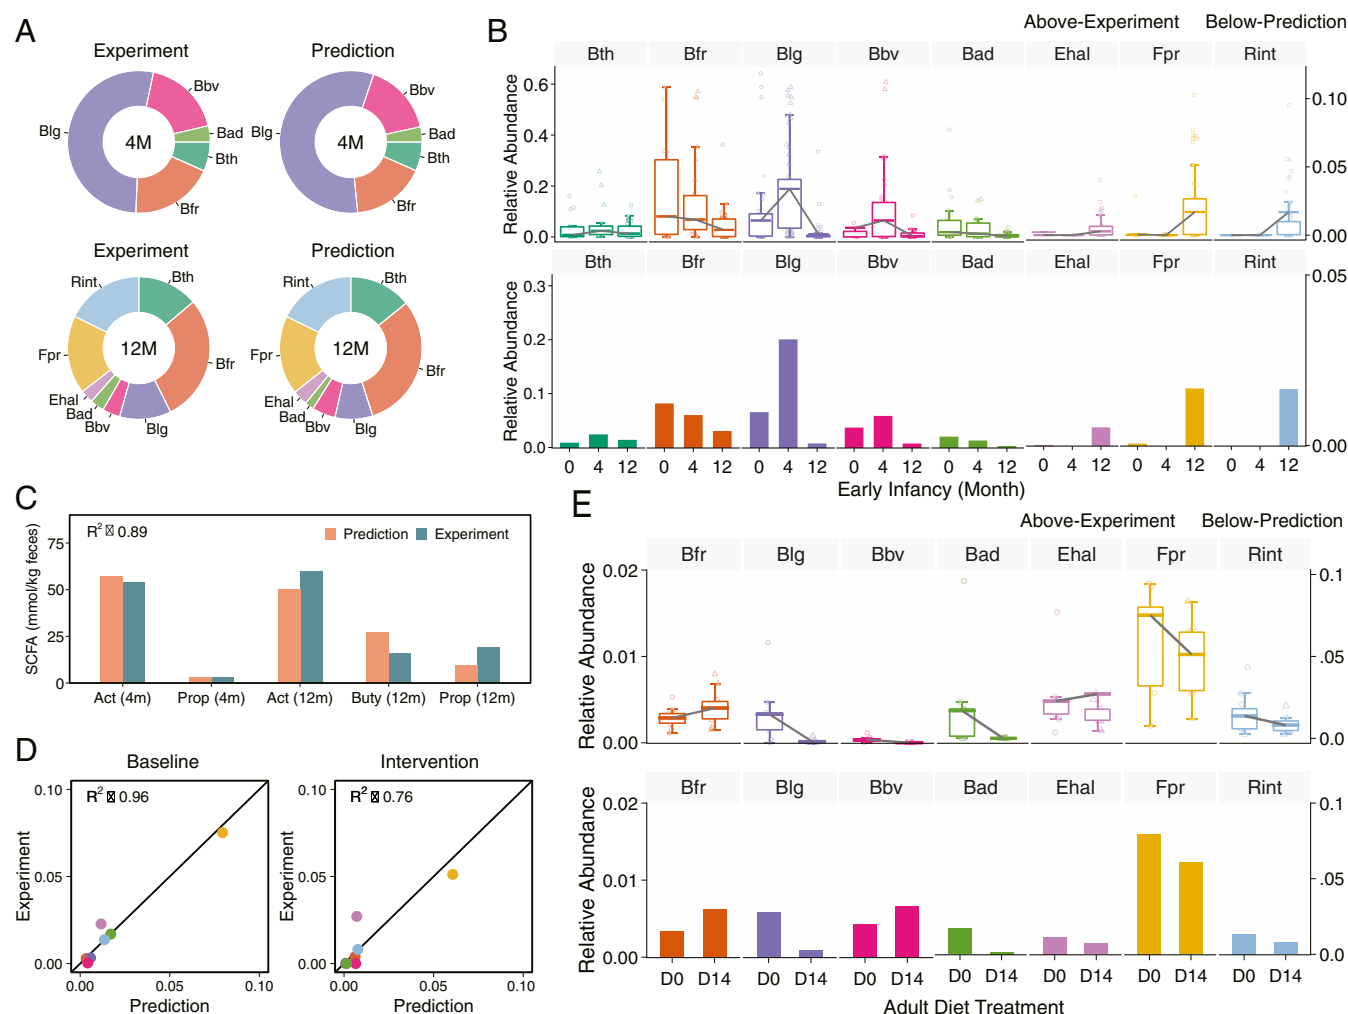 A
Experiment
Prediction
Blg
Bbv
Bad
Bth
Bfr
4M
Blg
Bbv
Bad
Bth
Bfr
4M
Experiment
Prediction
Rint
Bth
Fpr
Bfr
Ehal
Bad
Bbv
Blg
12M
Rint
Bth
Fpr
Bfr
Ehal
Bad
Bbv
Blg
12M
B
Above-Experiment Below-Prediction
Bth Bfr Blg Bbv Bad Ehal Fpr Rint
Relative Abundance
0.6
0.4
0.2
0.0
0.10
0.05
0.00
Bth Bfr Blg Bbv Bad Ehal Fpr Rint
Relative Abundance
0.3
0.2
0.1
0.0
0.05
0.00
0 4 12 0 4 12 0 4 12 0 4 12 0 4 12 0 4 12 0 4 12 0 4 12
Early Infancy (Month)
C
R² 0.89
Prediction Experiment
SCFA (mmol/kg feces)
75
50
25
0
Act (4m) Prop (4m) Act (12m) Buty (12m) Prop (12m)
D
Baseline
R² 0.96
Experiment
0.10
0.05
0.00
0.00 0.05 0.10
Prediction
Intervention
R² 0.76
Experiment
0.10
0.05
0.00
0.00 0.05 0.10
Prediction
E
Above-Experiment Below-Prediction
Bfr Blg Bbv Bad Ehal Fpr Rint
Relative Abundance
0.02
0.01
0.00
0.1
.05
0.0
Bfr Blg Bbv Bad Ehal Fpr Rint
Relative Abundance
0.02
0.01
0.00
0.1
.05
0.0
D0 D14 D0 D14 D0 D14 D0 D14 D0 D14 D0 D14 D0 D14
Adult Diet Treatment